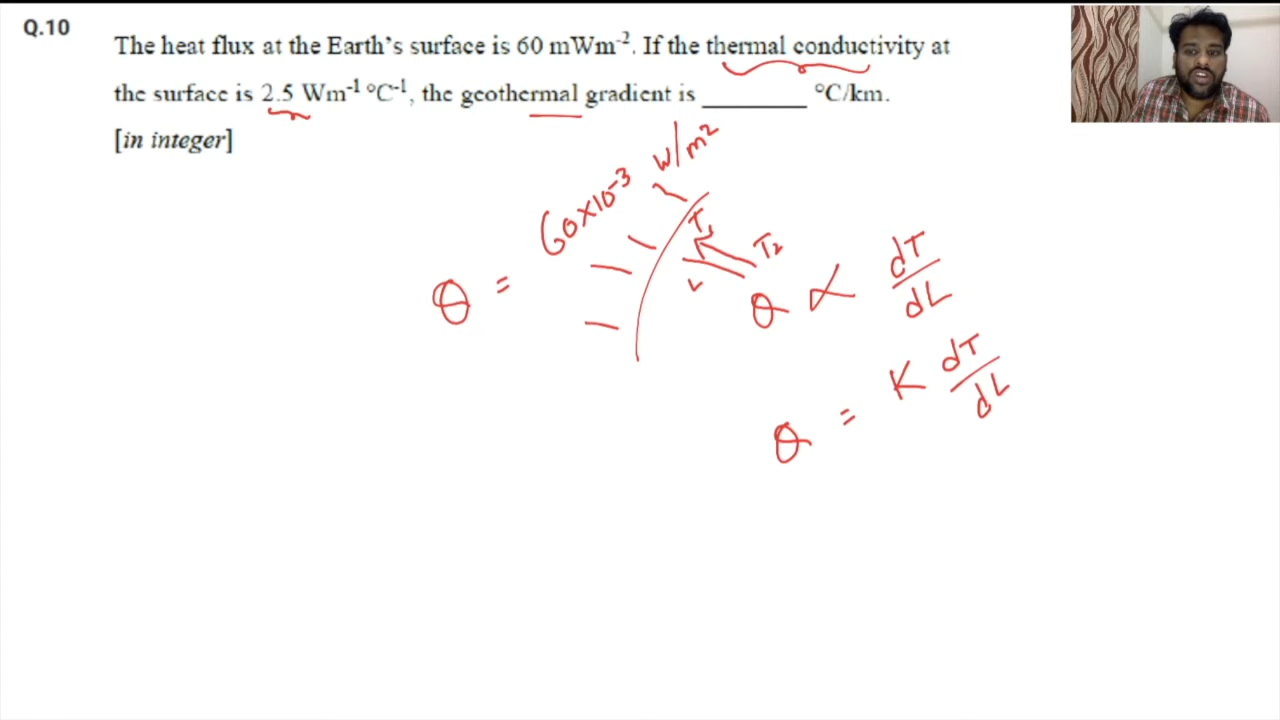 Q.10
The heat flux at the Earth's surface is 60 mWm⁻². If the thermal conductivity at
the surface is 2.5 Wm⁻¹ °C⁻¹, the geothermal gradient is ________ °C/km.
[in integer]
Q = 60×10⁻³ W/m²
T₁
T₂
L
Q ∝ dT/dL
Q = K dT/dL